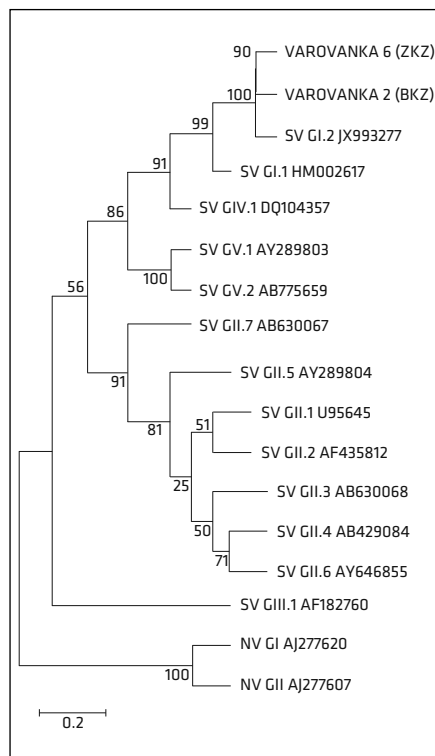 90
VAROVANKA 6 (ZKZ)
VAROVANKA 2 (BKZ)
100
SV GI.2 JX993277
99
SV GI.1 HM002617
91
SV GIV.1 DQ104357
86
SV GV.1 AY289803
100
SV GV.2 AB775659
56
SV GII.7 AB630067
91
SV GII.5 AY289804
81
SV GII.1 U95645
51
SV GII.2 AF435812
25
SV GII.3 AB630068
50
SV GII.4 AB429084
71
SV GII.6 AY646855
SV GIII.1 AF182760
NV GI AJ277620
100
NV GII AJ277607
0.2